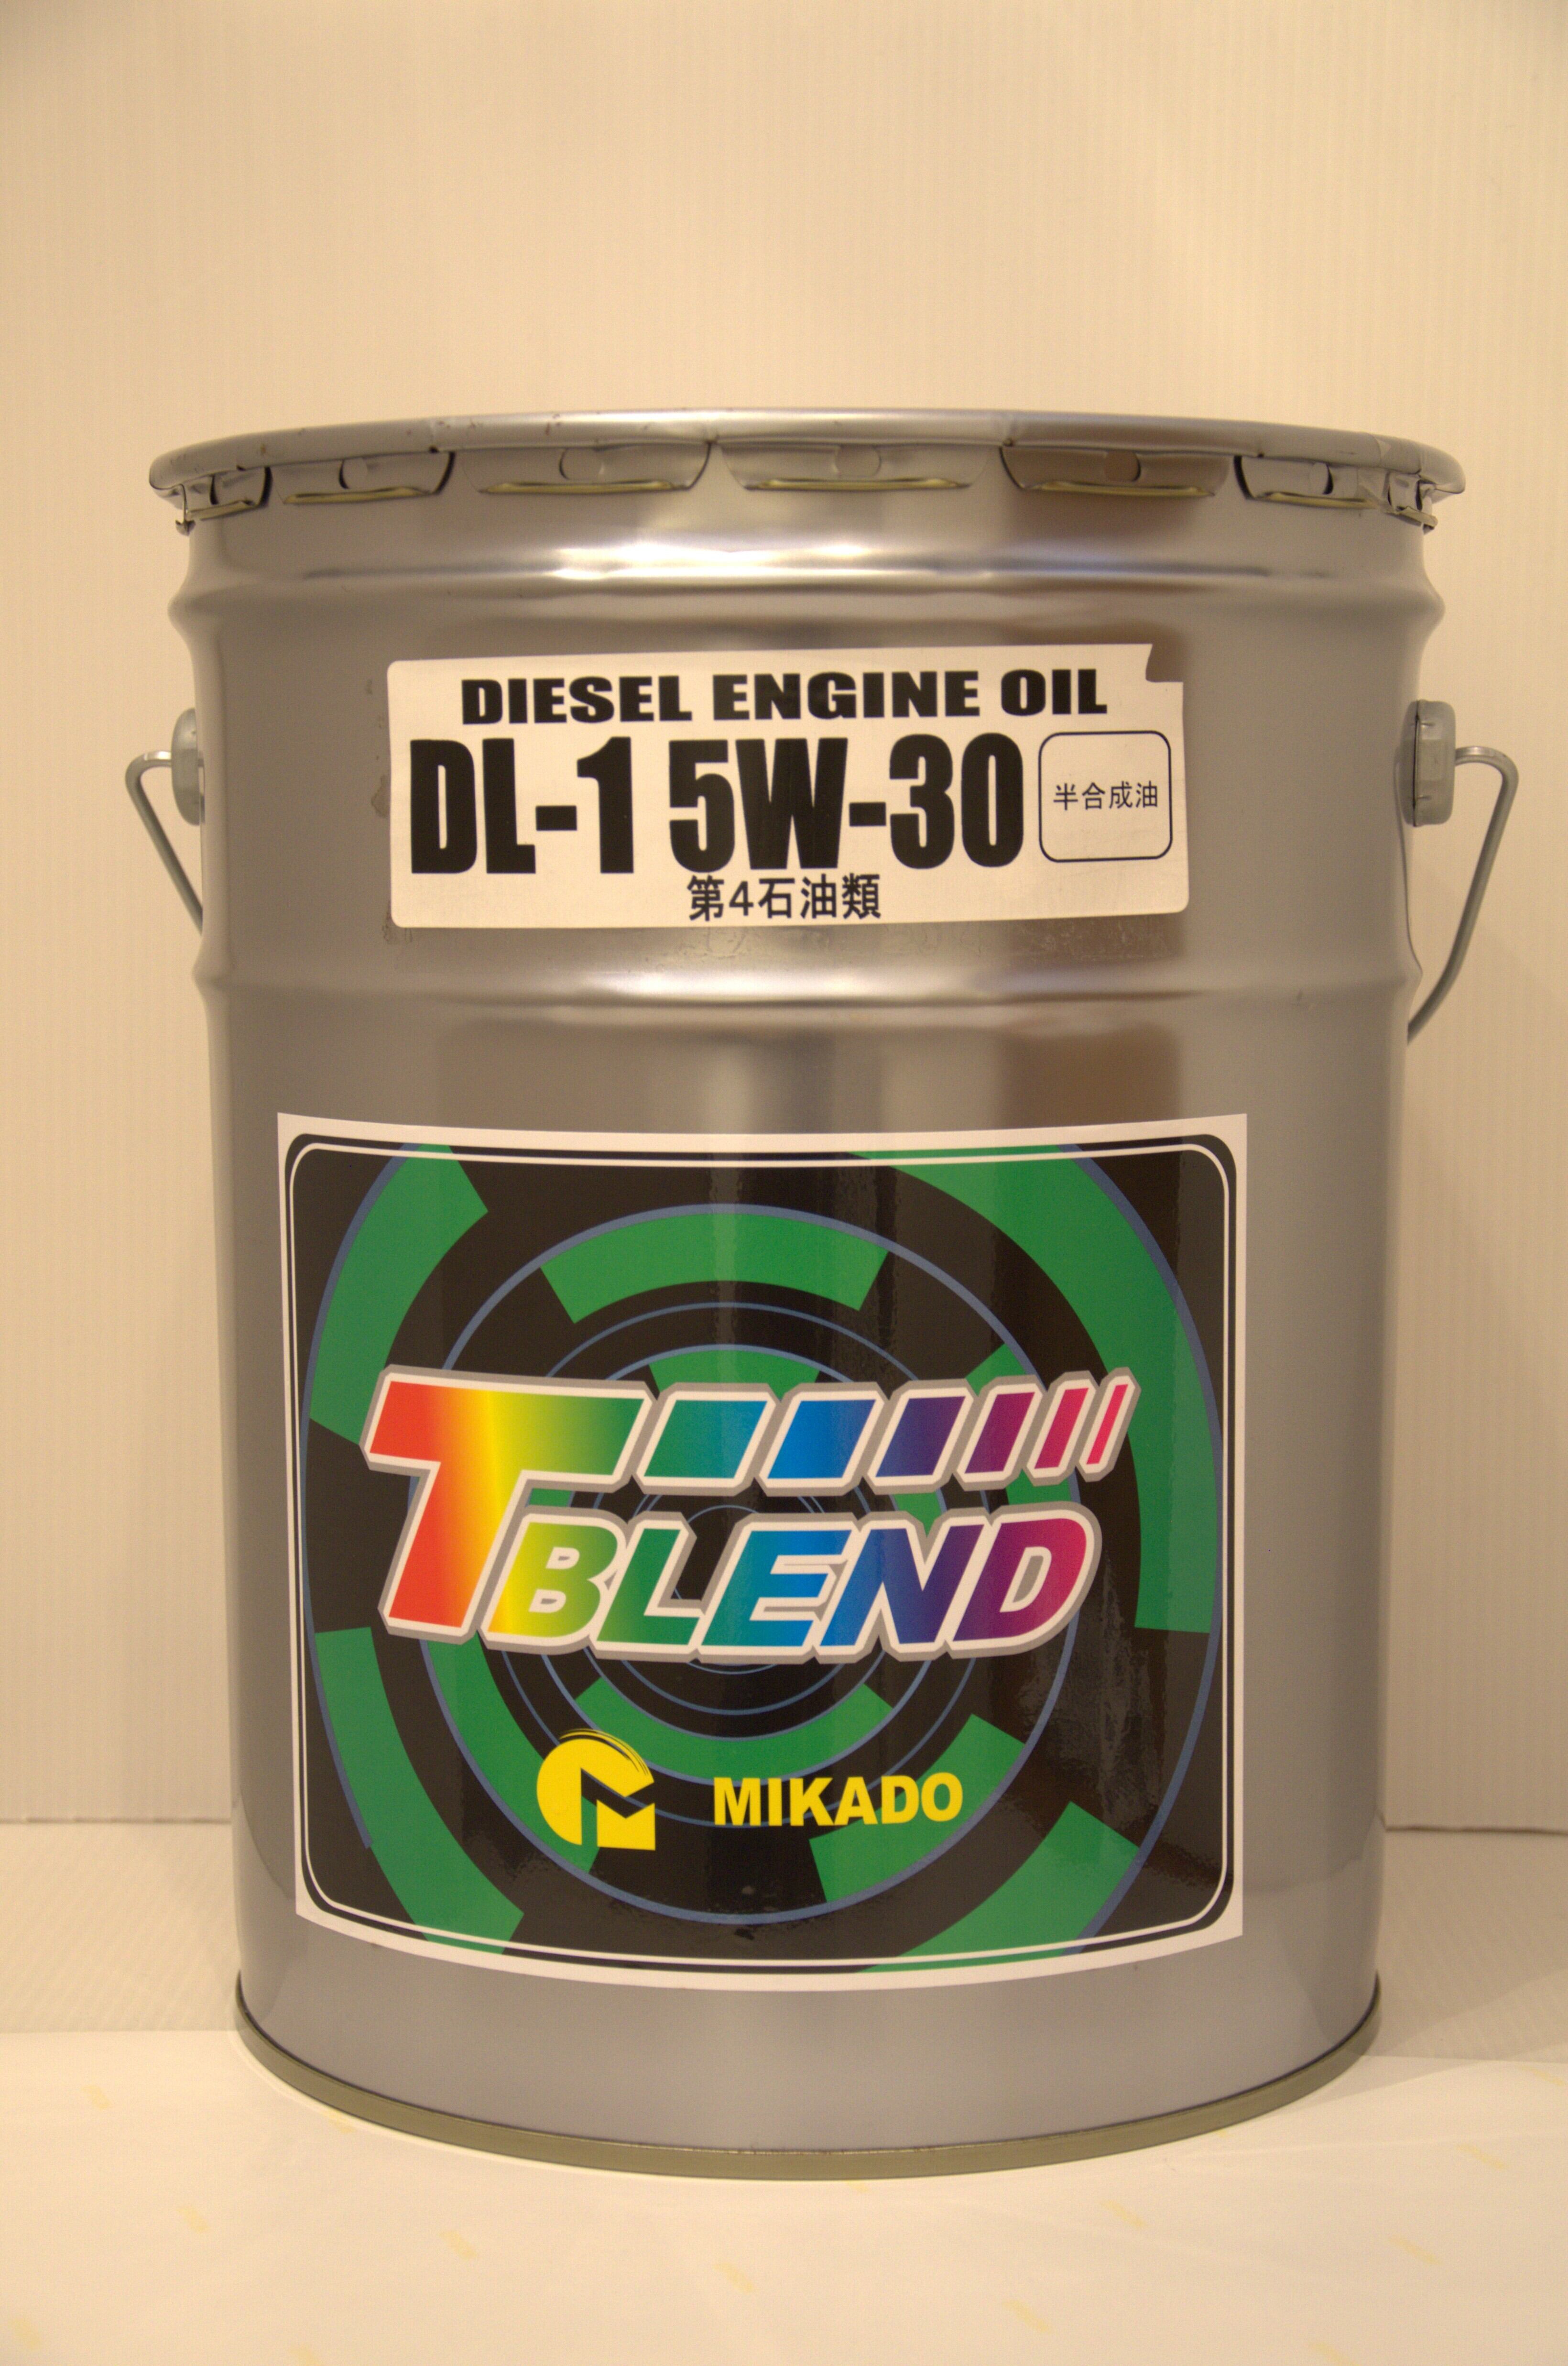 DIESEL ENGINE OIL
DL-1 5W-30
半合成油
第4石油類
T BLEND
MIKADO